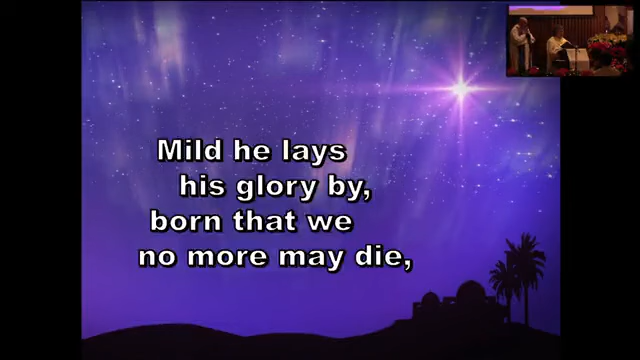 Mild he lays
his glory by,
born that we
no more may die,